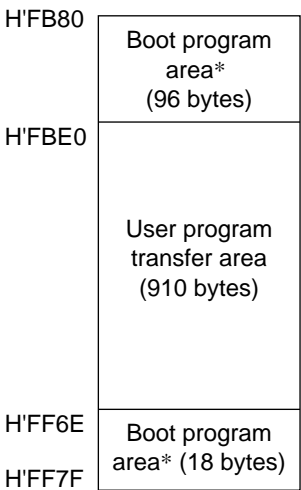 H'FB80
Boot program
area*
(96 bytes)
H'FBE0
User program
transfer area
(910 bytes)
H'FF6E
Boot program
area* (18 bytes)
H'FF7F